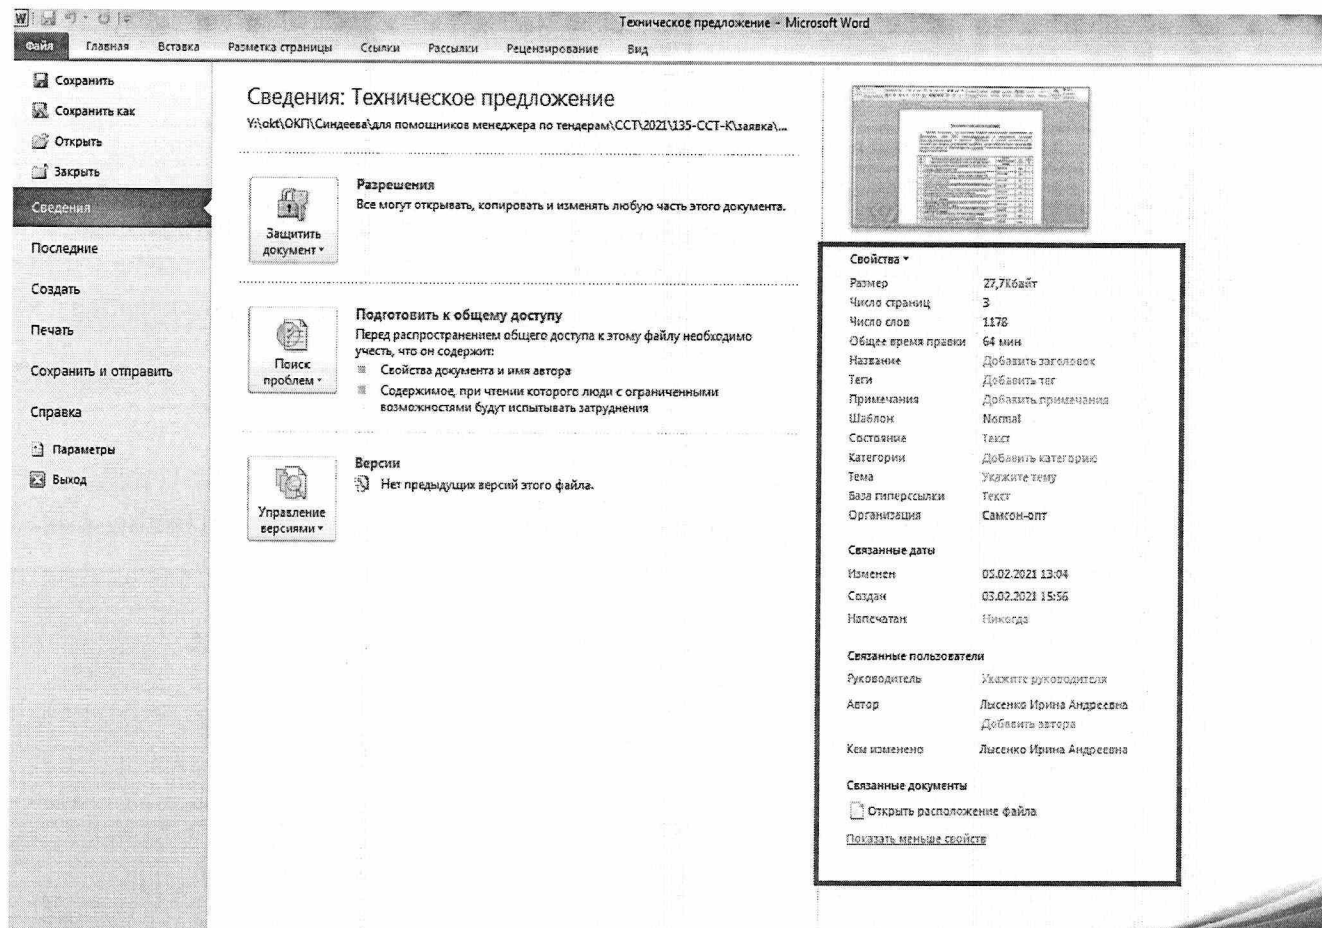 Техническое предложение - Microsoft Word
Файл Главная Вставка Разметка страницы Ссылки Рассылки Рецензирование Вид
Сохранить
Сохранить как
Открыть
Закрыть
Сведения
Последние
Создать
Печать
Сохранить и отправить
Справка
Параметры
Выход
Сведения: Техническое предложение
Y:\okt\ОКП\Синдеева\для помошников менеджера по тендерам\ССТ\2021\135-ССТ-К\заявка\...
Защитить
документ
Разрешения
Все могут открывать, копировать и изменять любую часть этого документа.
Поиск
проблем
Подготовить к общему доступу
Перед распространением общего доступа к этому файлу необходимо
учесть, что он содержит:
Свойства документа и имя автора
Содержимое, при чтении которого люди с ограниченными
возможностями будут испытывать затруднения
Управление
версиями
Версии
Нет предыдущих версий этого файла.
Свойства
Размер 27,7Кбайт
Число страниц 3
Число слов 1178
Общее время правки 64 мин
Название Добавить заголовок
Теги Добавить тег
Примечания Добавить примечания
Шаблон Normal
Состояние Текст
Категории Добавить категорию
Тема Укажите тему
База гиперссылки Текст
Организация Самсон-опт
Связанные даты
Изменен 05.02.2021 13:04
Создан 03.02.2021 15:56
Напечатан Никогда
Связанные пользователи
Руководитель Укажите руководителя
Автор Лысенко Ирина Андреевна
Добавить автора
Кем изменено Лысенко Ирина Андреевна
Связанные документы
Открыть расположение файла
Показать меньше свойств